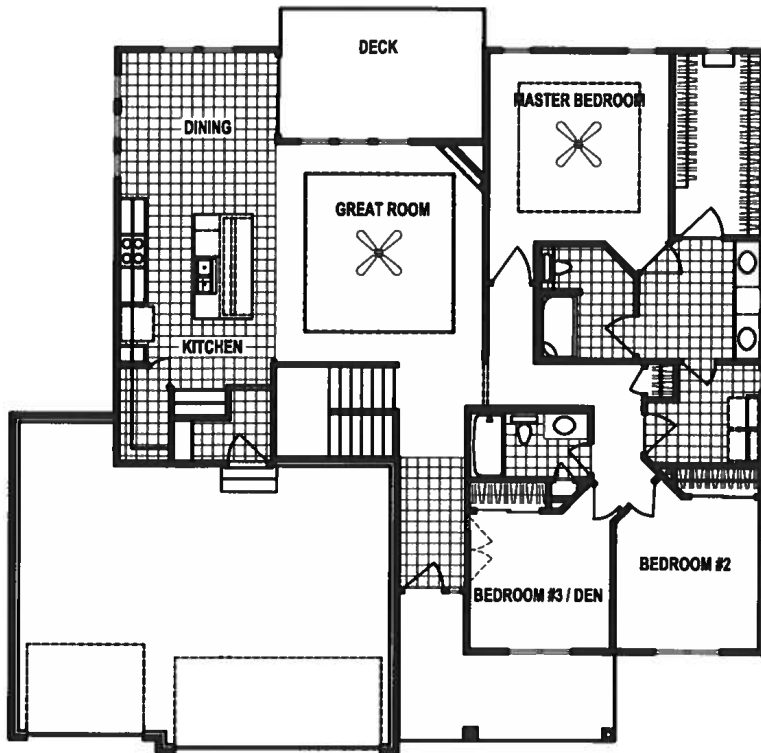 DECK
MASTER BEDROOM
DINING
GREAT ROOM
KITCHEN
BEDROOM #2
BEDROOM #3 / DEN